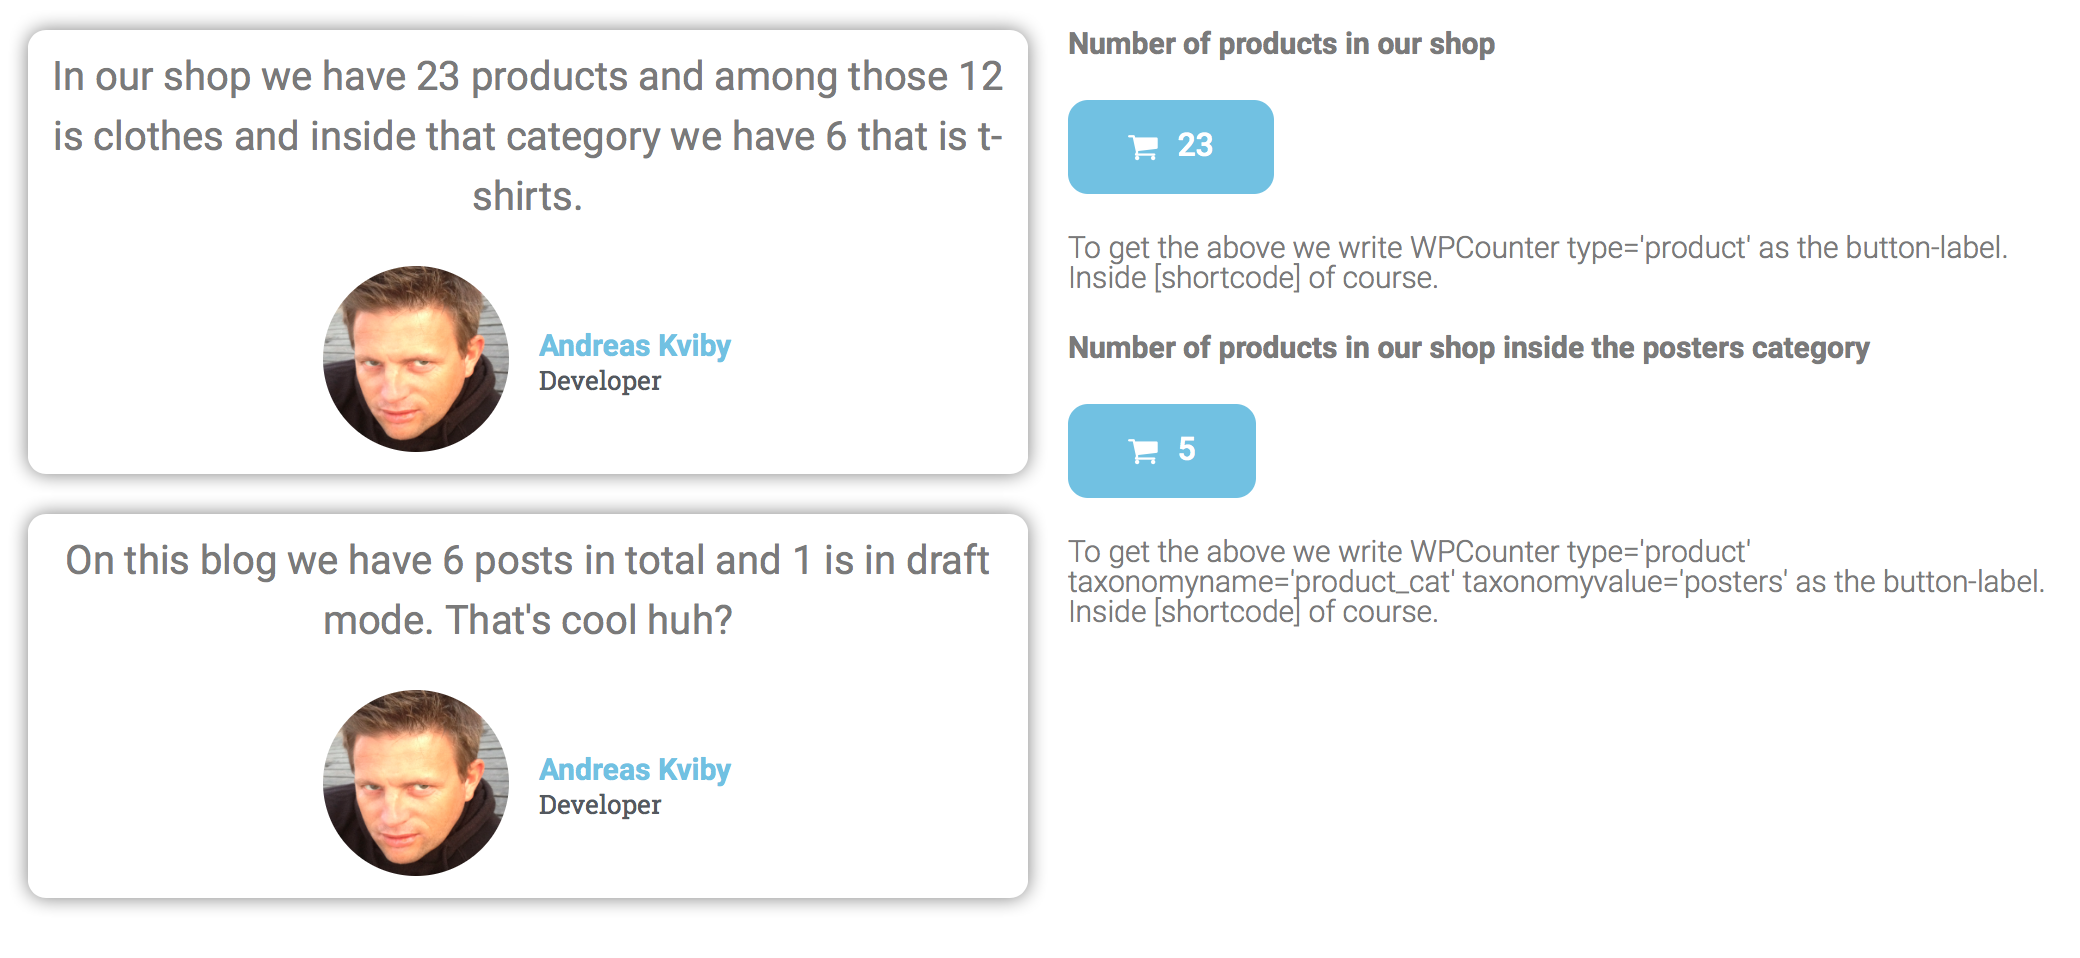 In our shop we have 23 products and among those 12
is clothes and inside that category we have 6 that is t-
shirts.
Andreas Kviby
Developer
On this blog we have 6 posts in total and 1 is in draft
mode. That's cool huh?
Andreas Kviby
Developer
Number of products in our shop
23
To get the above we write WPCounter type='product' as the button-label.
Inside [shortcode] of course.
Number of products in our shop inside the posters category
5
To get the above we write WPCounter type='product'
taxonomyname='product_cat' taxonomyvalue='posters' as the button-label.
Inside [shortcode] of course.